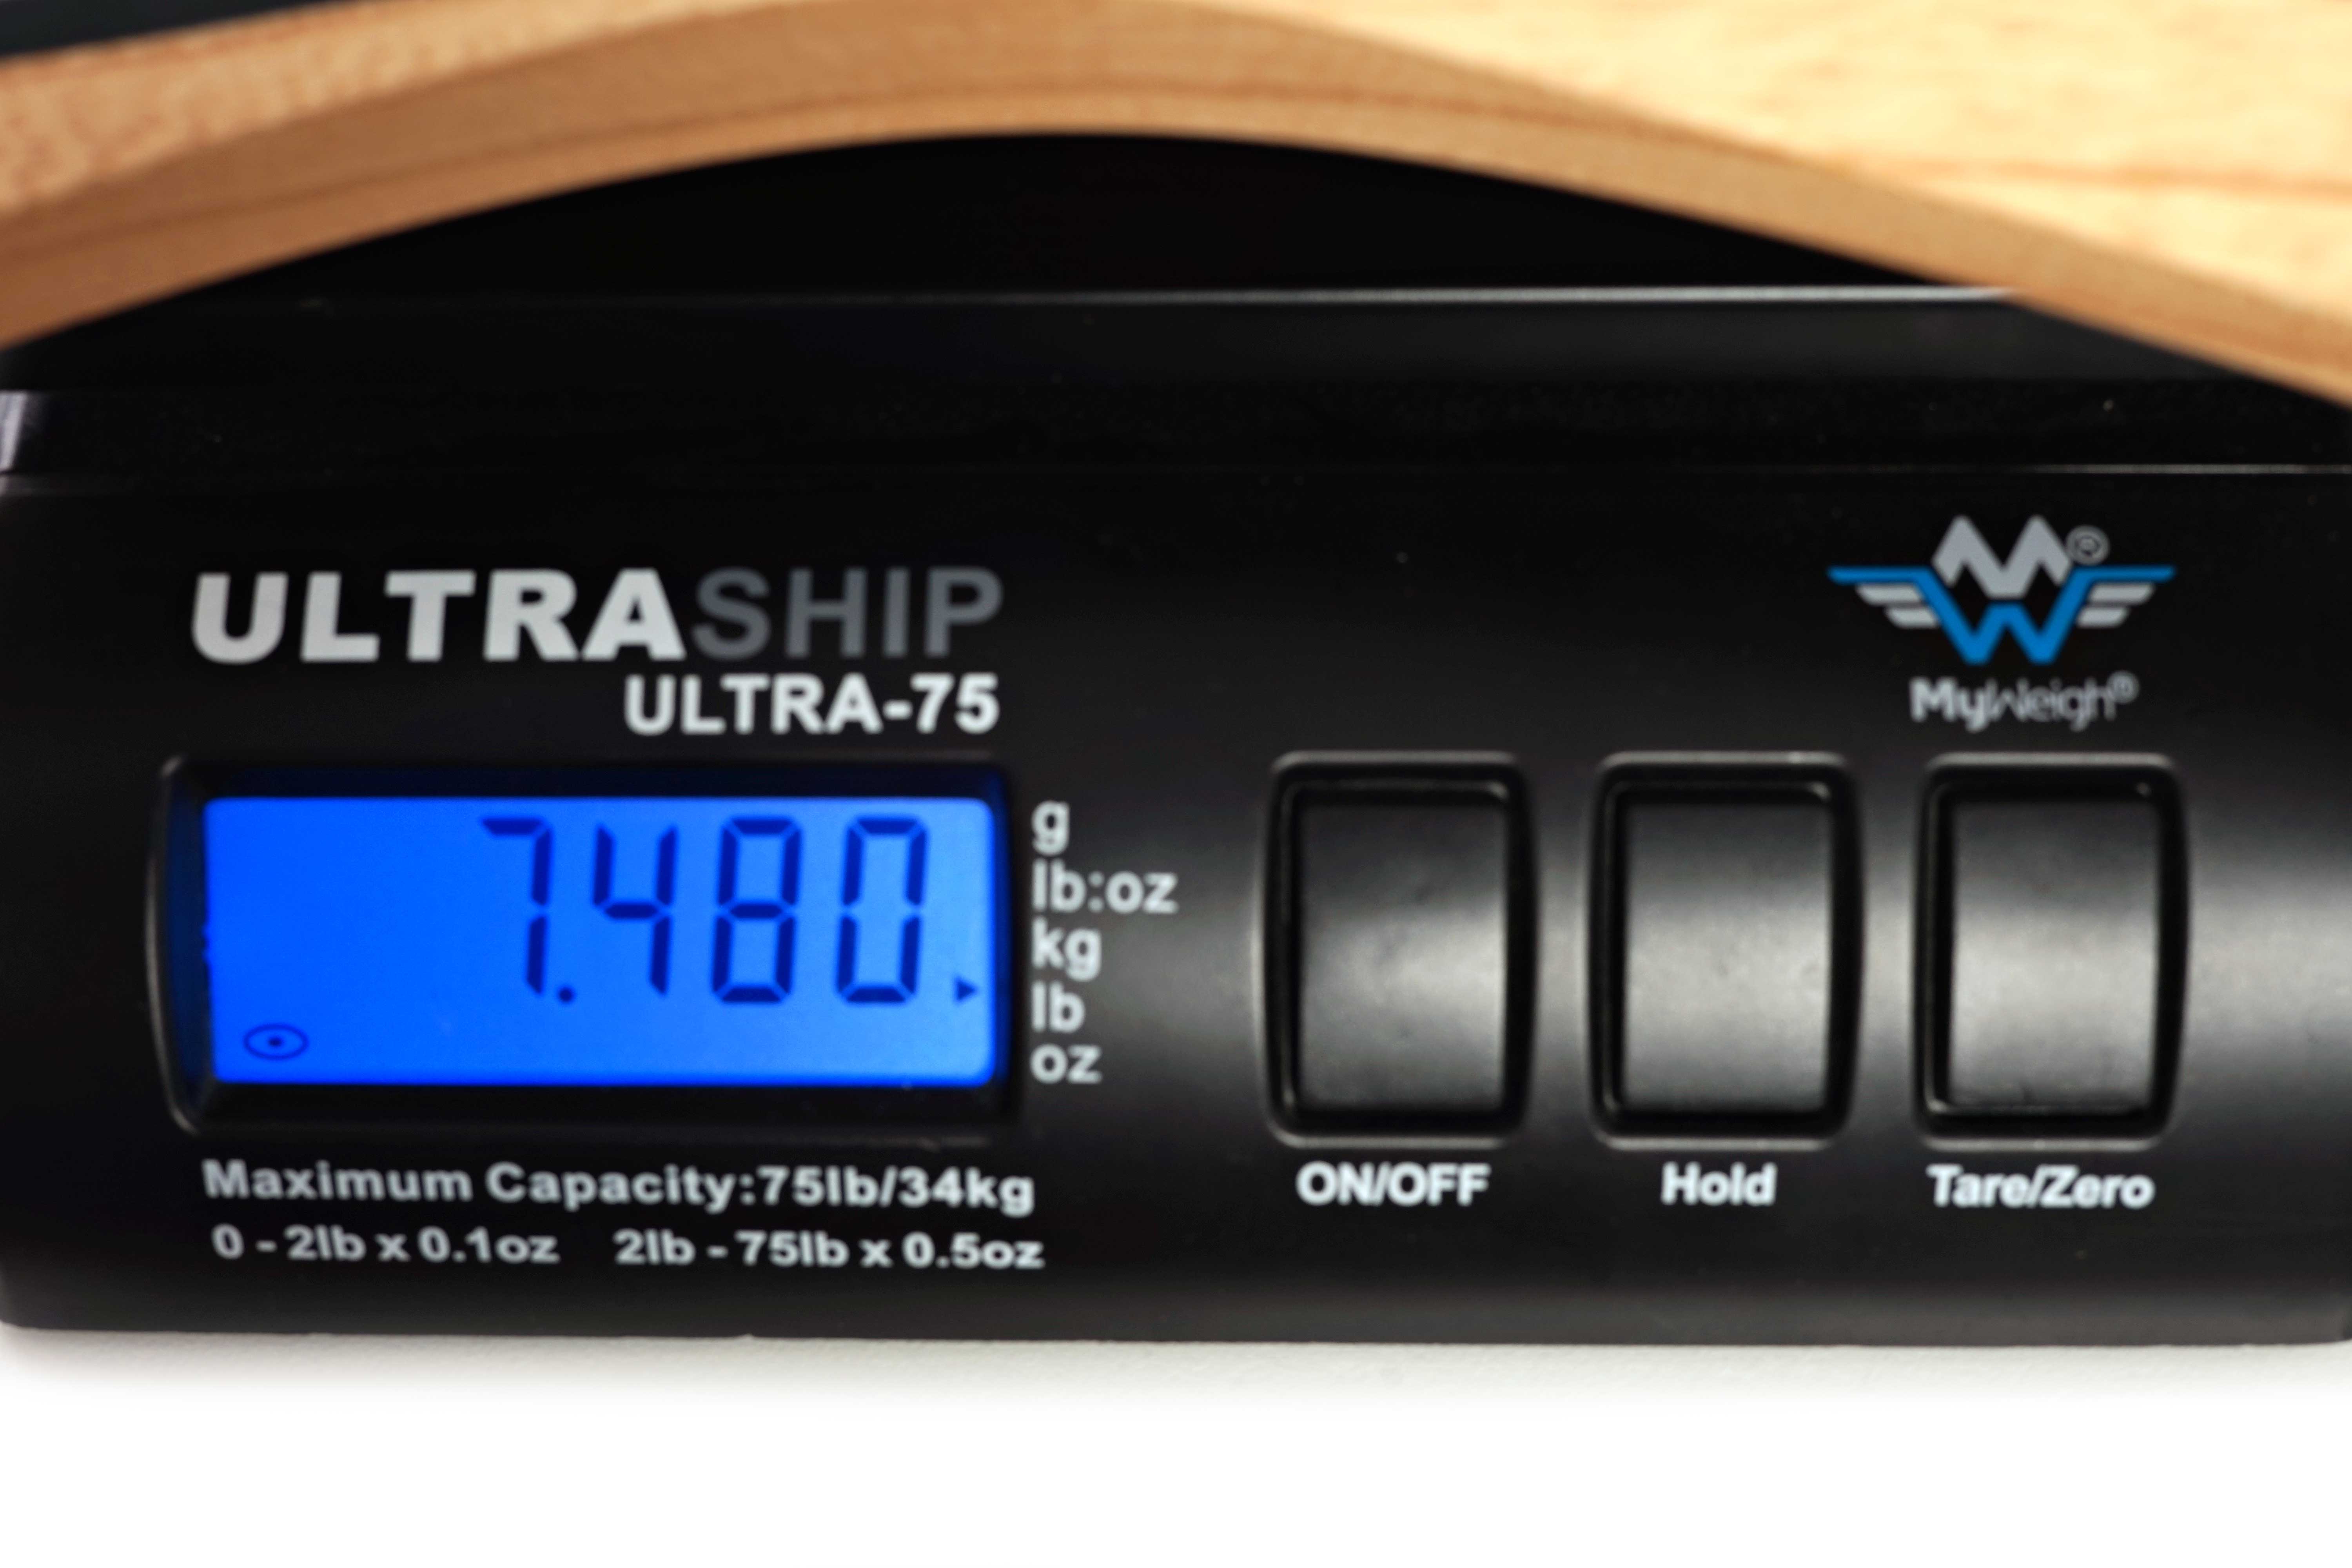 ULTRASHIP
ULTRA-75
MW®
MyWeigh®
7.480
g
lb:oz
kg
lb
oz
Maximum Capacity:75lb/34kg
0 - 2lb x 0.1oz 2lb - 75lb x 0.5oz
ON/OFF
Hold
Tare/Zero